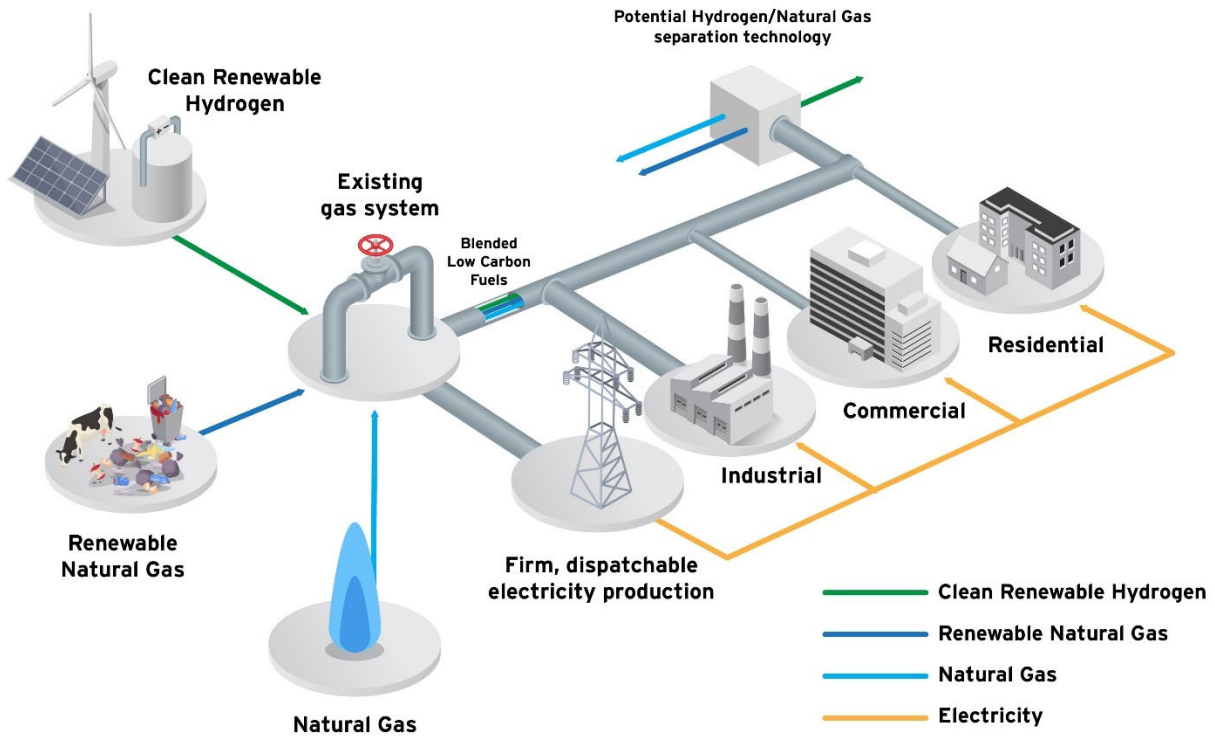 Potential Hydrogen/Natural Gas
separation technology
Clean Renewable
Hydrogen
Existing
gas system
Blended
Low Carbon
Fuels
Residential
Commercial
Industrial
Renewable
Natural Gas
Firm, dispatchable
electricity production
Natural Gas
Clean Renewable Hydrogen
Renewable Natural Gas
Natural Gas
Electricity